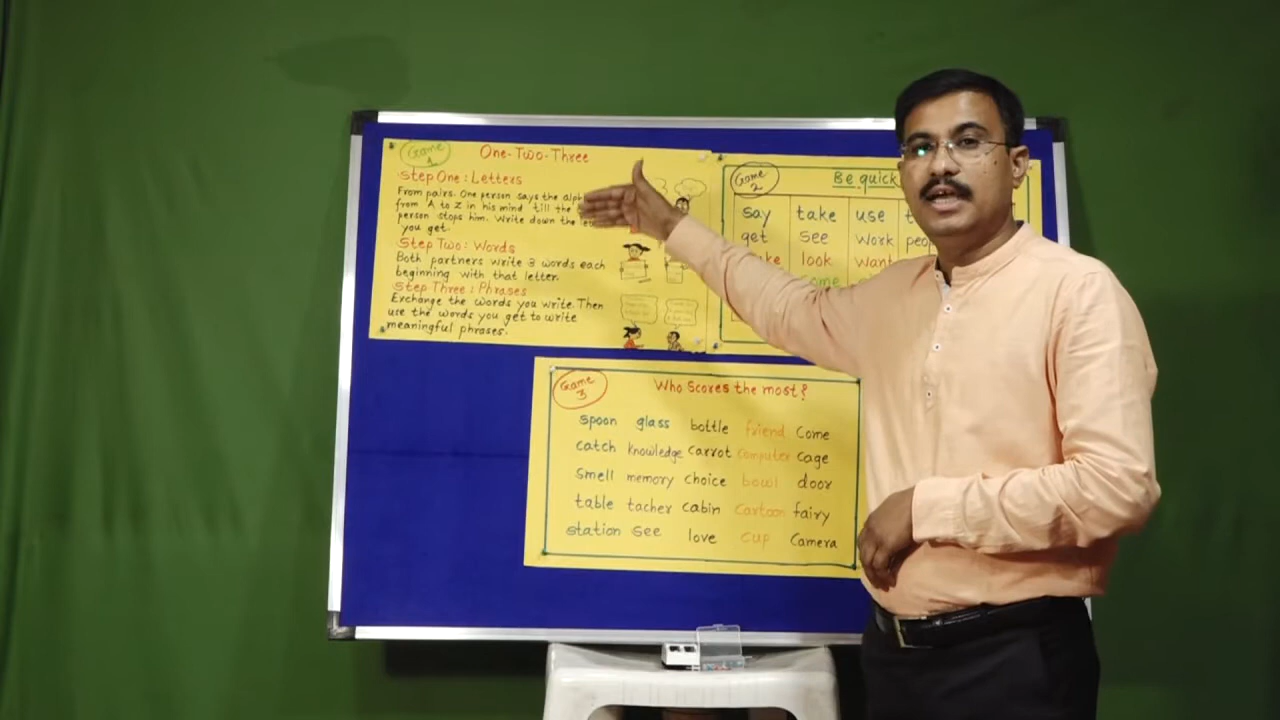 Game 1
One-Two-Three
Step One: Letters
From pairs. One person says the
from A to Z in his mind till the
person stops him. Write down the
you get.
Step Two: Words
Both partners write 3 words each
beginning with that letter.
Step Three: Phrases
Exchange the words you write. Then
use the words you get to write
meaningful phrases.
Game 2
Be quick
say take use
get see work
look want
come
Game 3
Who Scores the most?
spoon glass bottle friend Come
catch knowledge carrot computer cage
smell memory choice bowl door
table tacher cabin cartoon fairy
station see love cup Camera